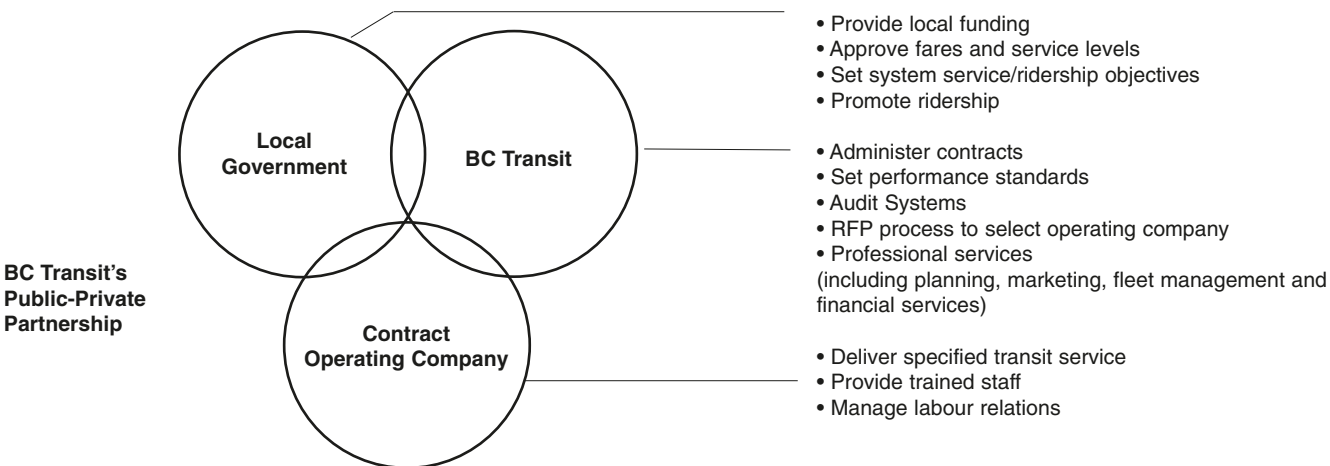 BC Transit's
Public-Private
Partnership
Local
Government
BC Transit
Contract
Operating Company
• Provide local funding
• Approve fares and service levels
• Set system service/ridership objectives
• Promote ridership
• Administer contracts
• Set performance standards
• Audit Systems
• RFP process to select operating company
• Professional services
(including planning, marketing, fleet management and
financial services)
• Deliver specified transit service
• Provide trained staff
• Manage labour relations